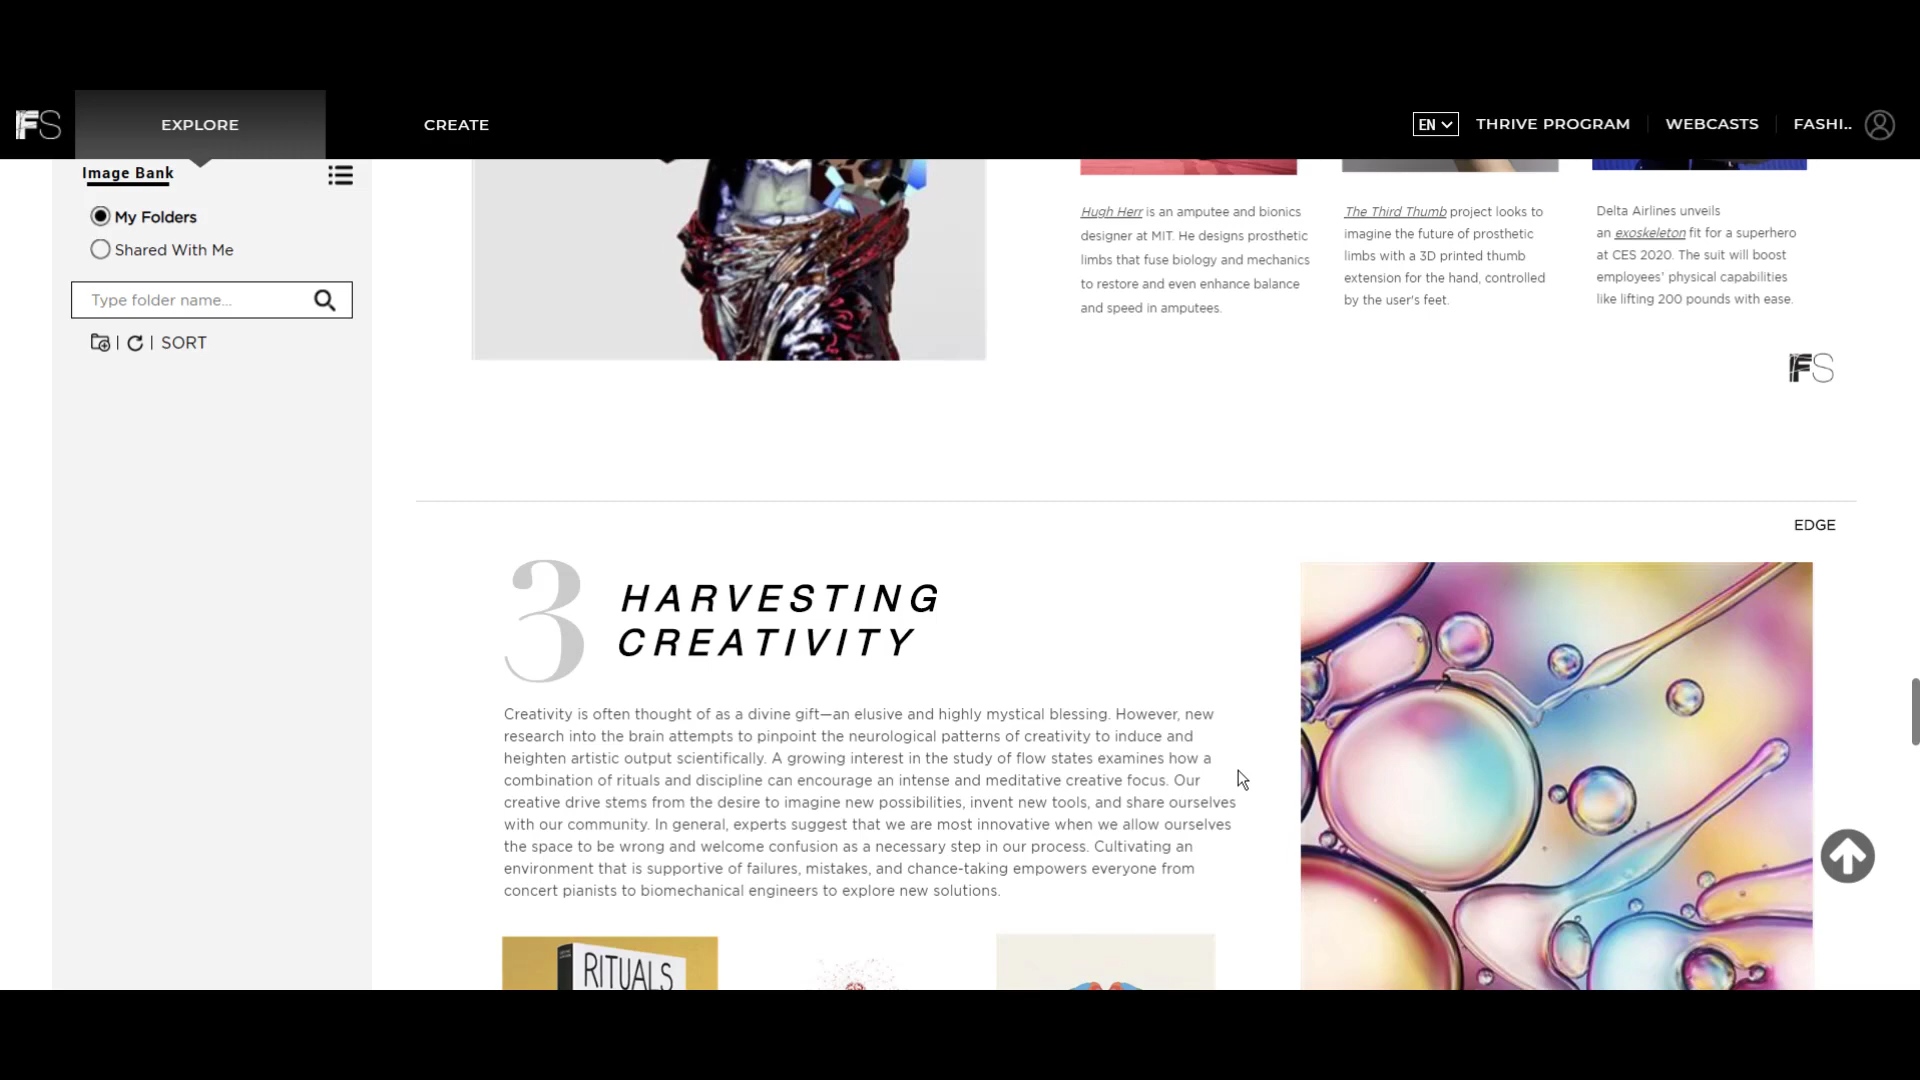 FS
EXPLORE
CREATE
EN
THRIVE PROGRAM
WEBCASTS
FASHI..
Image Bank
My Folders
Shared With Me
Type folder name...
SORT
Hugh Herr is an amputee and bionics
designer at MIT. He designs prosthetic
limbs that fuse biology and mechanics
to restore and even enhance balance
and speed in amputees.
The Third Thumb project looks to
imagine the future of prosthetic
limbs with a 3D printed thumb
extension for the hand, controlled
by the user's feet.
Delta Airlines unveils
an exoskeleton fit for a superhero
at CES 2020. The suit will boost
employees' physical capabilities
like lifting 200 pounds with ease.
FS
EDGE
3
HARVESTING
CREATIVITY
Creativity is often thought of as a divine gift—an elusive and highly mystical blessing. However, new
research into the brain attempts to pinpoint the neurological patterns of creativity to induce and
heighten artistic output scientifically. A growing interest in the study of flow states examines how a
combination of rituals and discipline can encourage an intense and meditative creative focus. Our
creative drive stems from the desire to imagine new possibilities, invent new tools, and share ourselves
with our community. In general, experts suggest that we are most innovative when we allow ourselves
the space to be wrong and welcome confusion as a necessary step in our process. Cultivating an
environment that is supportive of failures, mistakes, and chance-taking empowers everyone from
concert pianists to biomechanical engineers to explore new solutions.
RITUALS